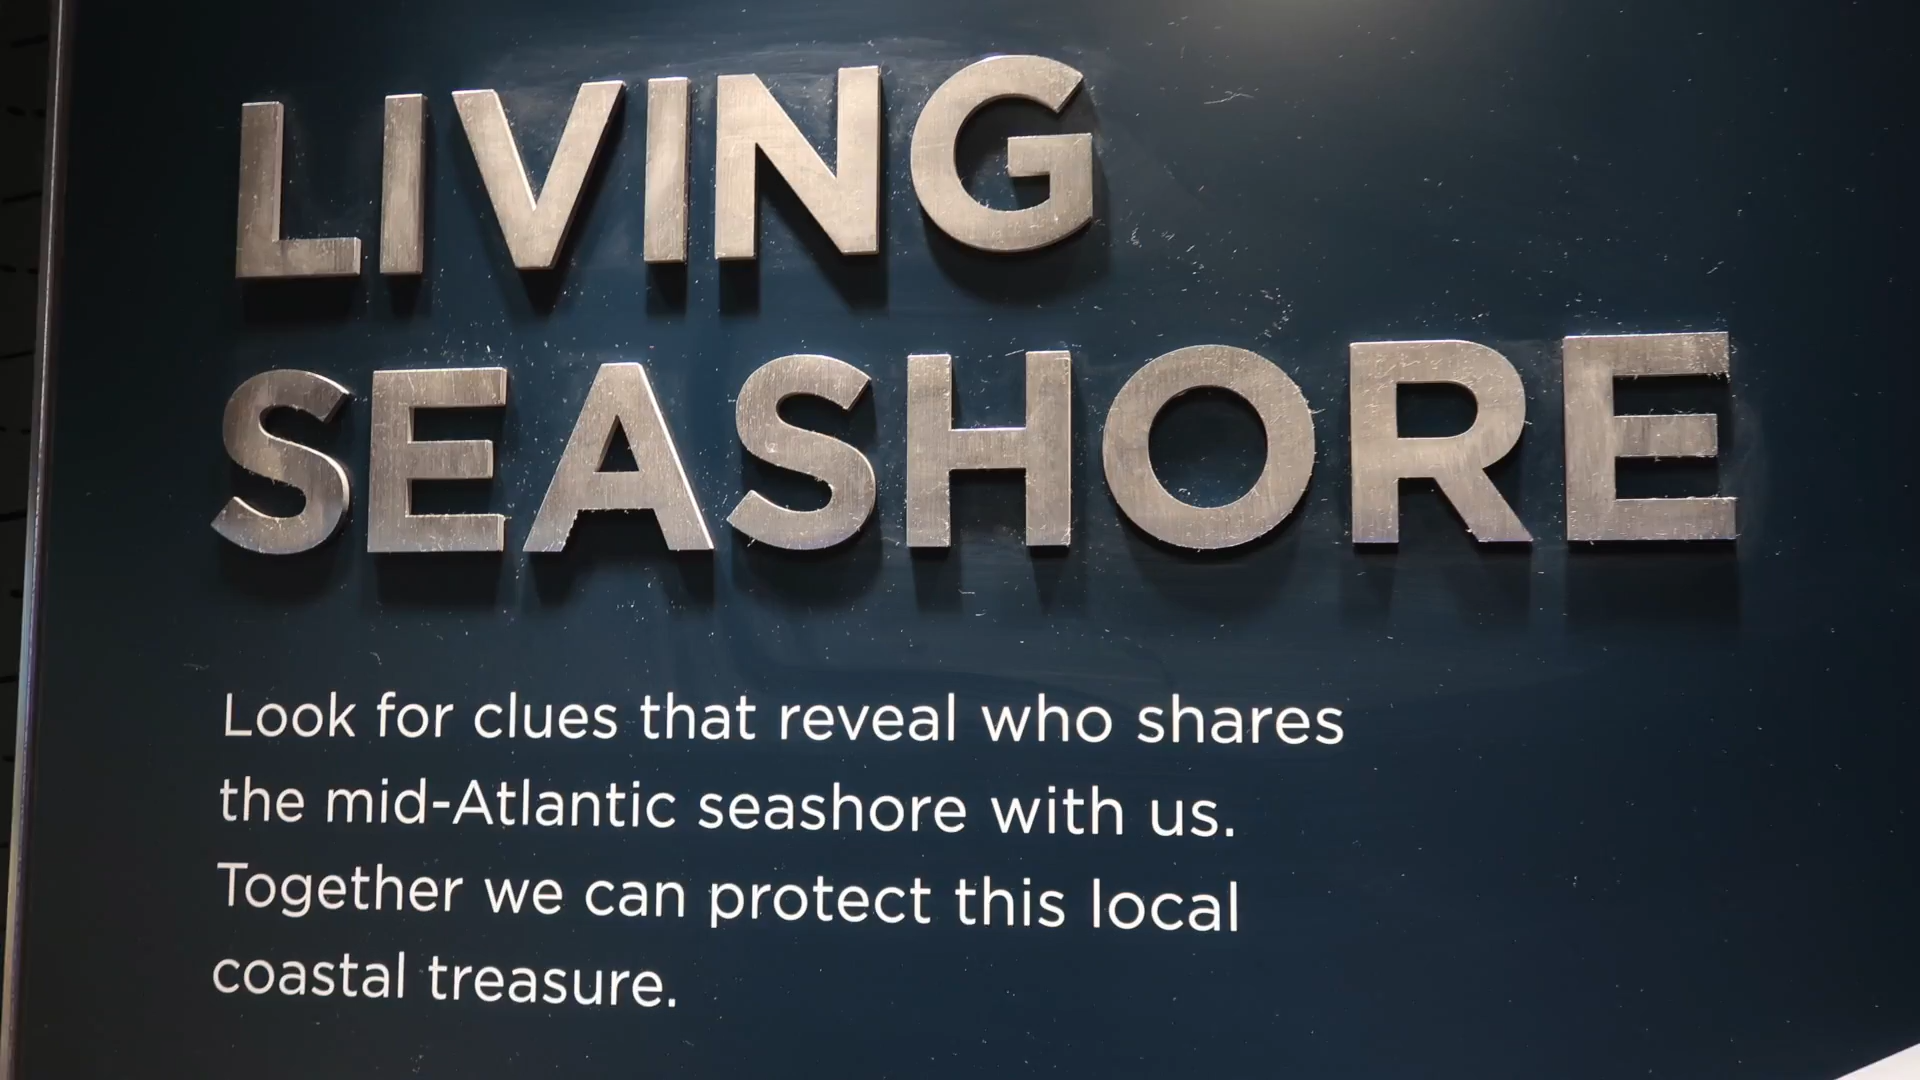 LIVING
SEASHORE
Look for clues that reveal who shares
the mid-Atlantic seashore with us.
Together we can protect this local
coastal treasure.